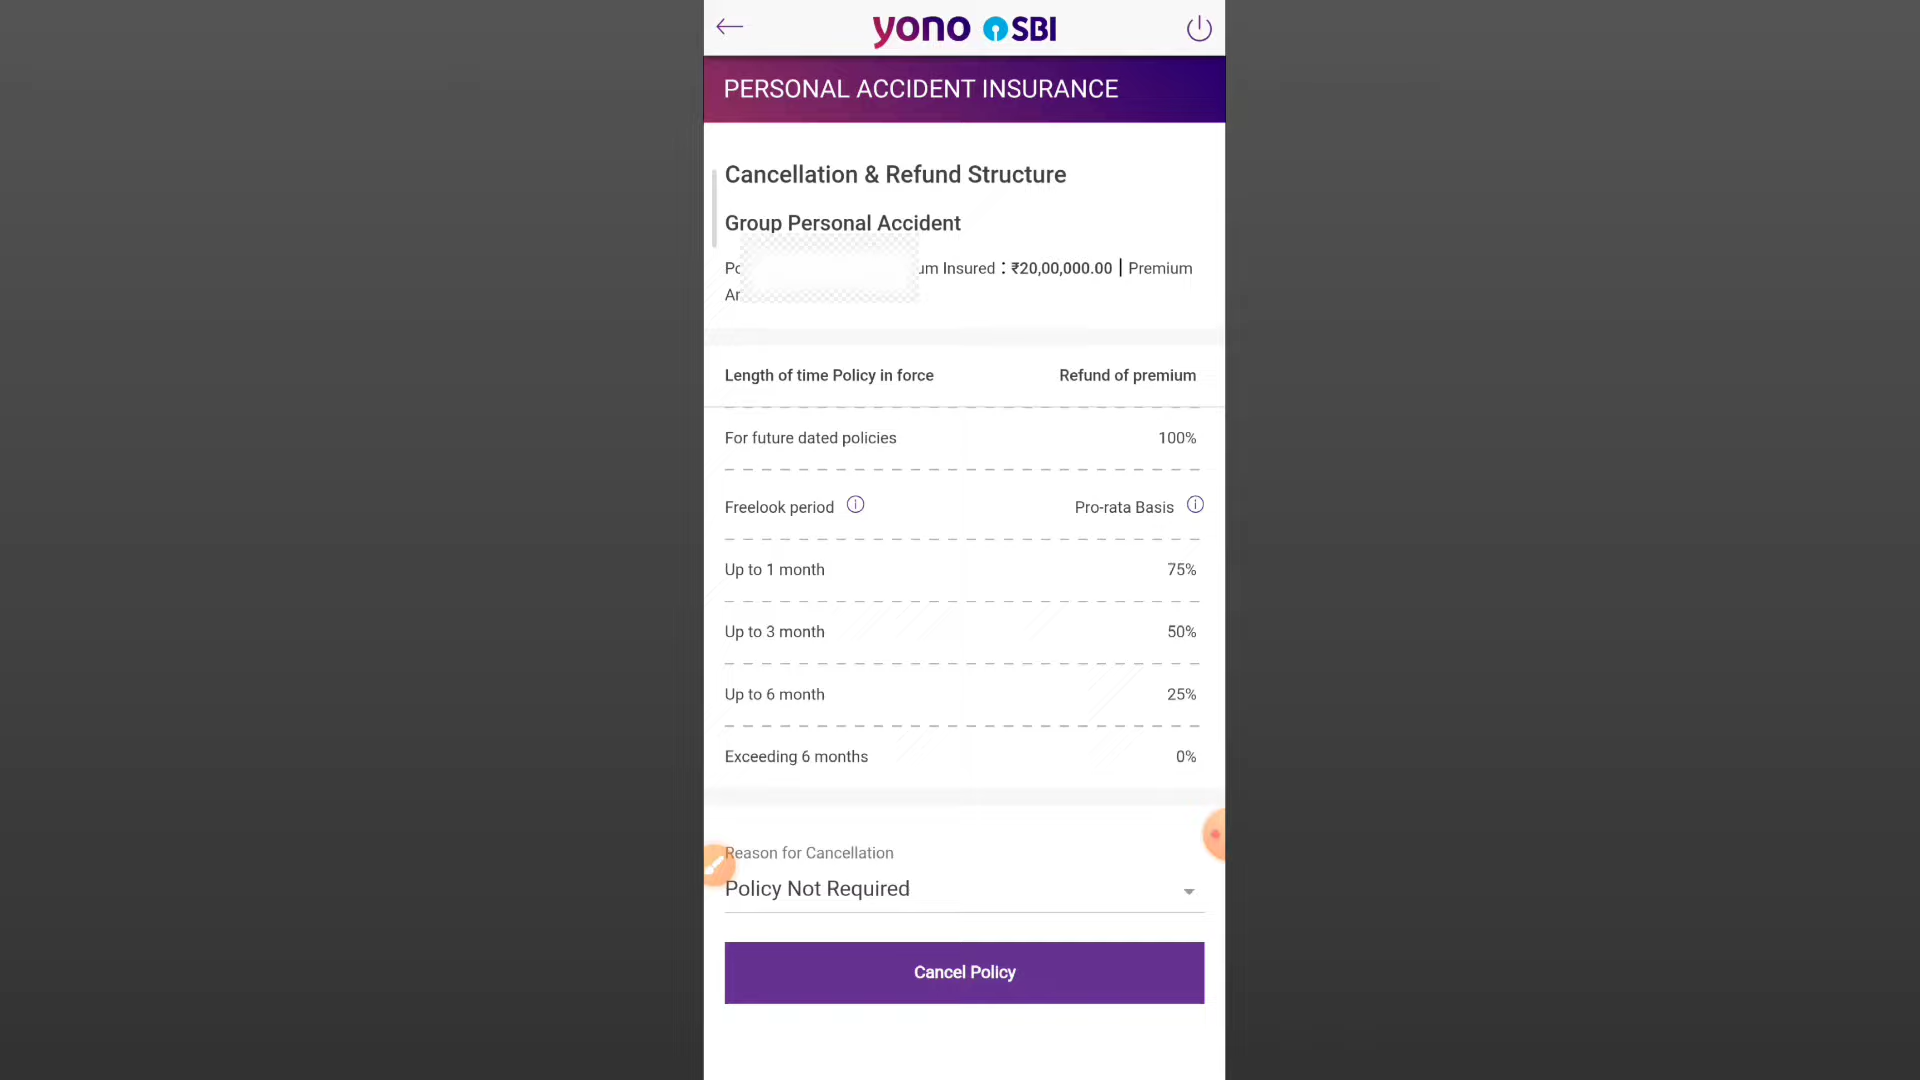 yono SBI
PERSONAL ACCIDENT INSURANCE
Cancellation & Refund Structure
Group Personal Accident
Insured : ₹20,00,000.00 | Premium
Length of time Policy in force Refund of premium
For future dated policies 100%
Freelook period Pro-rata Basis
Up to 1 month 75%
Up to 3 month 50%
Up to 6 month 25%
Exceeding 6 months 0%
Reason for Cancellation
Policy Not Required
Cancel Policy